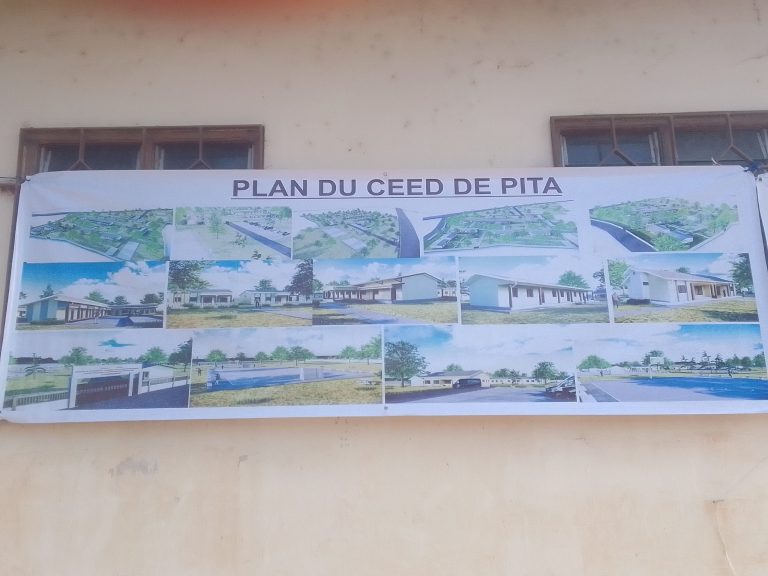 PLAN DU CEED DE PITA